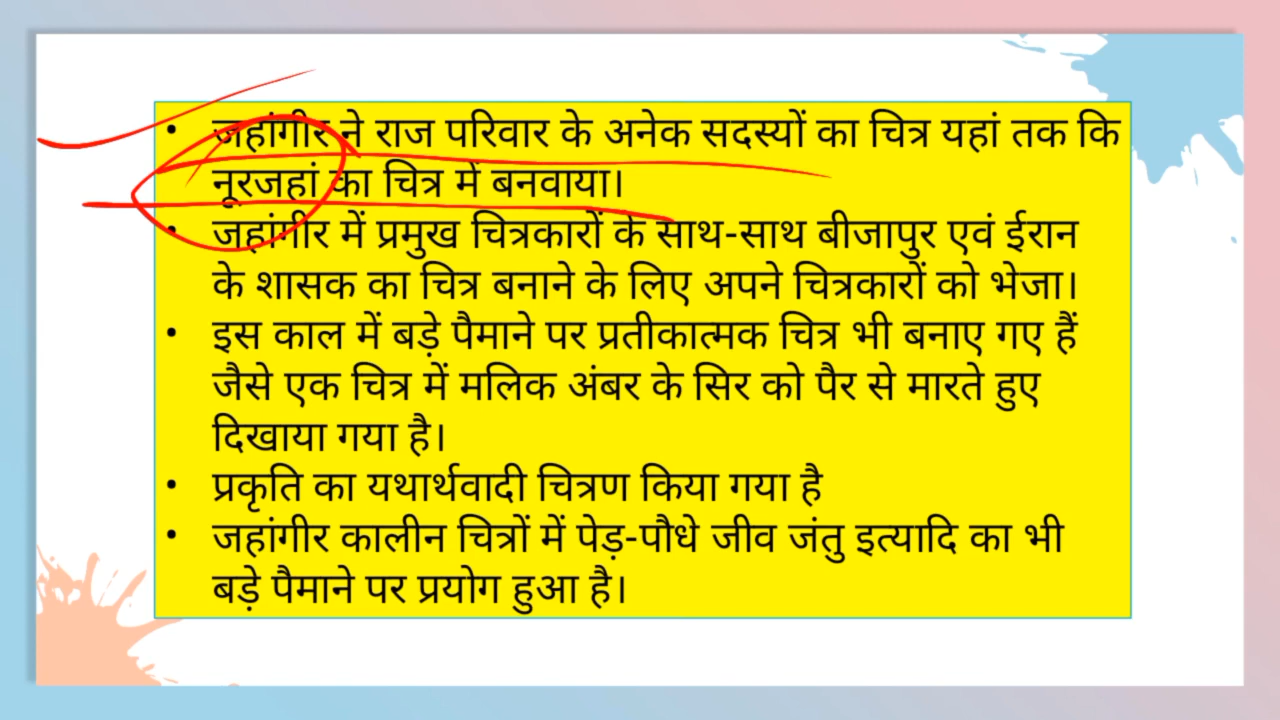 • जहांगीर ने राज परिवार के अनेक सदस्यों का चित्र यहां तक कि
नूरजहां का चित्र में बनवाया।
• जहांगीर में प्रमुख चित्रकारों के साथ-साथ बीजापुर एवं ईरान
के शासक का चित्र बनाने के लिए अपने चित्रकारों को भेजा।
• इस काल में बड़े पैमाने पर प्रतीकात्मक चित्र भी बनाए गए हैं
जैसे एक चित्र में मलिक अंबर के सिर को पैर से मारते हुए
दिखाया गया है।
• प्रकृति का यथार्थवादी चित्रण किया गया है
• जहांगीर कालीन चित्रों में पेड़-पौधे जीव जंतु इत्यादि का भी
बड़े पैमाने पर प्रयोग हुआ है।